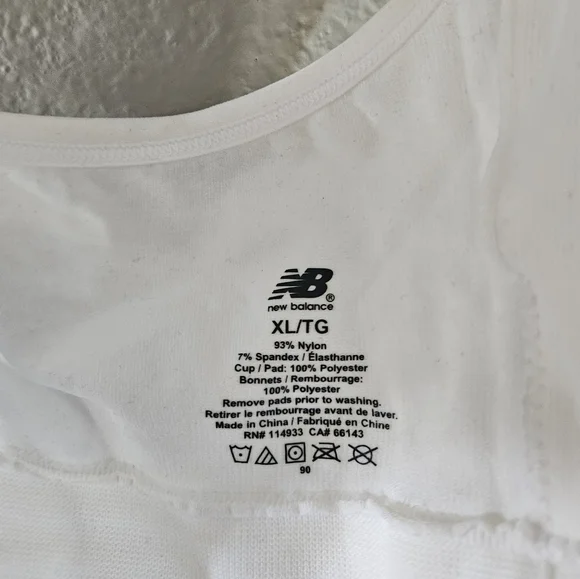 NB®
new balance
XL/TG
93% Nylon
7% Spandex / Élasthanne
Cup / Pad: 100% Polyester
Bonnets / Rembourrage:
100% Polyester
Remove pads prior to washing.
Retirer le rembourrage avant de laver.
Made in China / Fabriqué en Chine
RN# 114933 CA# 66143
90